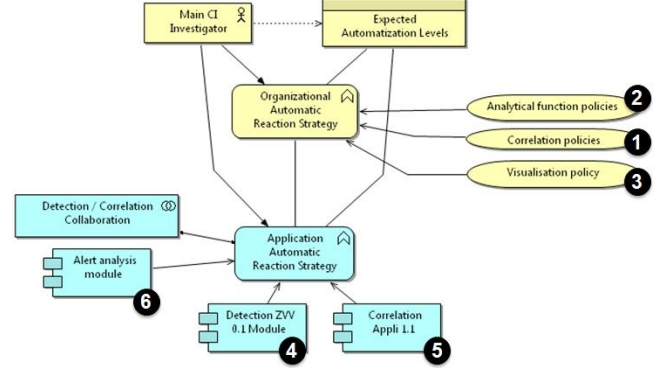 Main CI
Investigator
Expected
Automatization Levels
Organizational
Automatic
Reaction Strategy
Analytical function policies
2
Correlation policies
1
Visualisation policy
3
Detection / Correlation
Collaboration
Application
Automatic
Reaction Strategy
Alert analysis
module
6
Detection ZVV
0.1 Module
4
Correlation
Appli 1.1
5